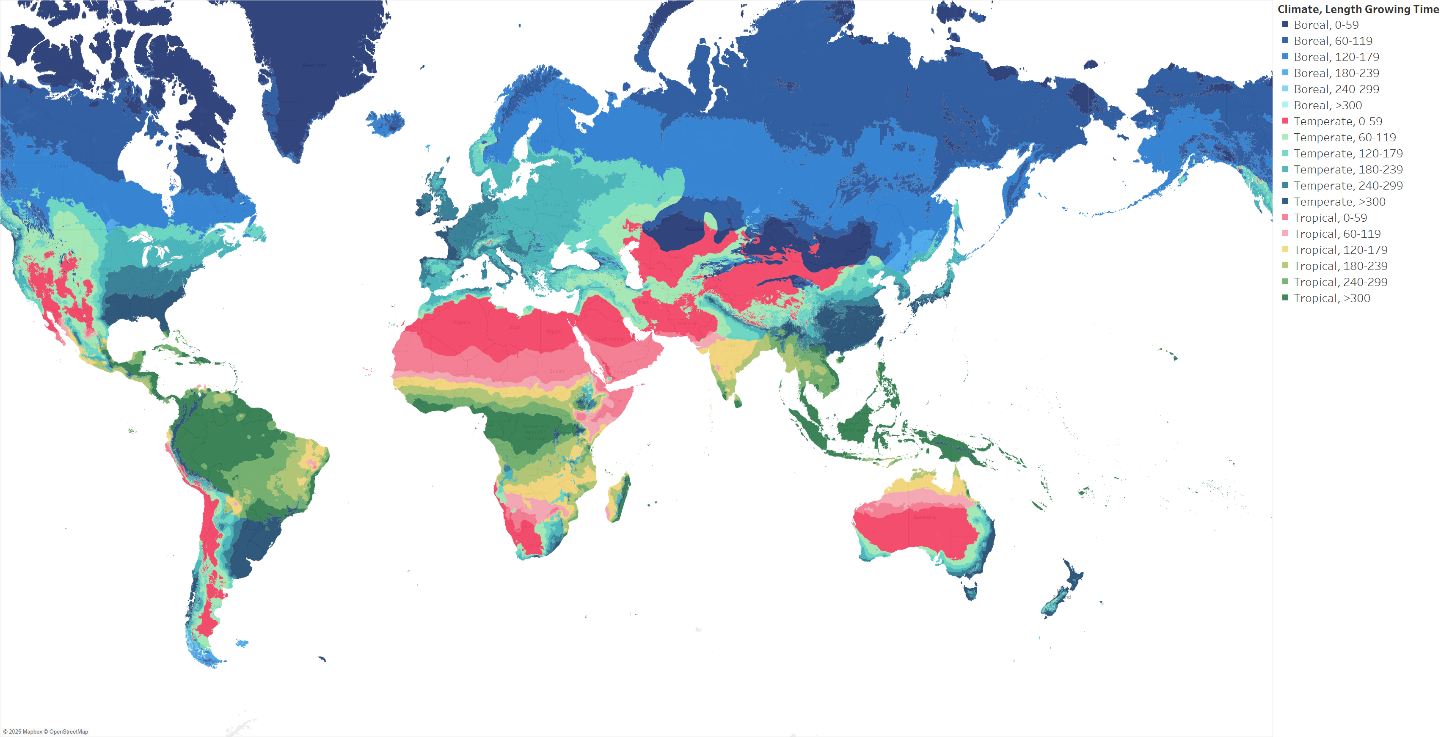 Climate, Length Growing Time
Boreal, 0-59
Boreal, 60-119
Boreal, 120-179
Boreal, 180-239
Boreal, 240-299
Boreal, >300
Temperate, 0-59
Temperate, 60-119
Temperate, 120-179
Temperate, 180-239
Temperate, 240-299
Temperate, >300
Tropical, 0-59
Tropical, 60-119
Tropical, 120-179
Tropical, 180-239
Tropical, 240-299
Tropical, >300
© 2025 Mapbox © OpenStreetMap